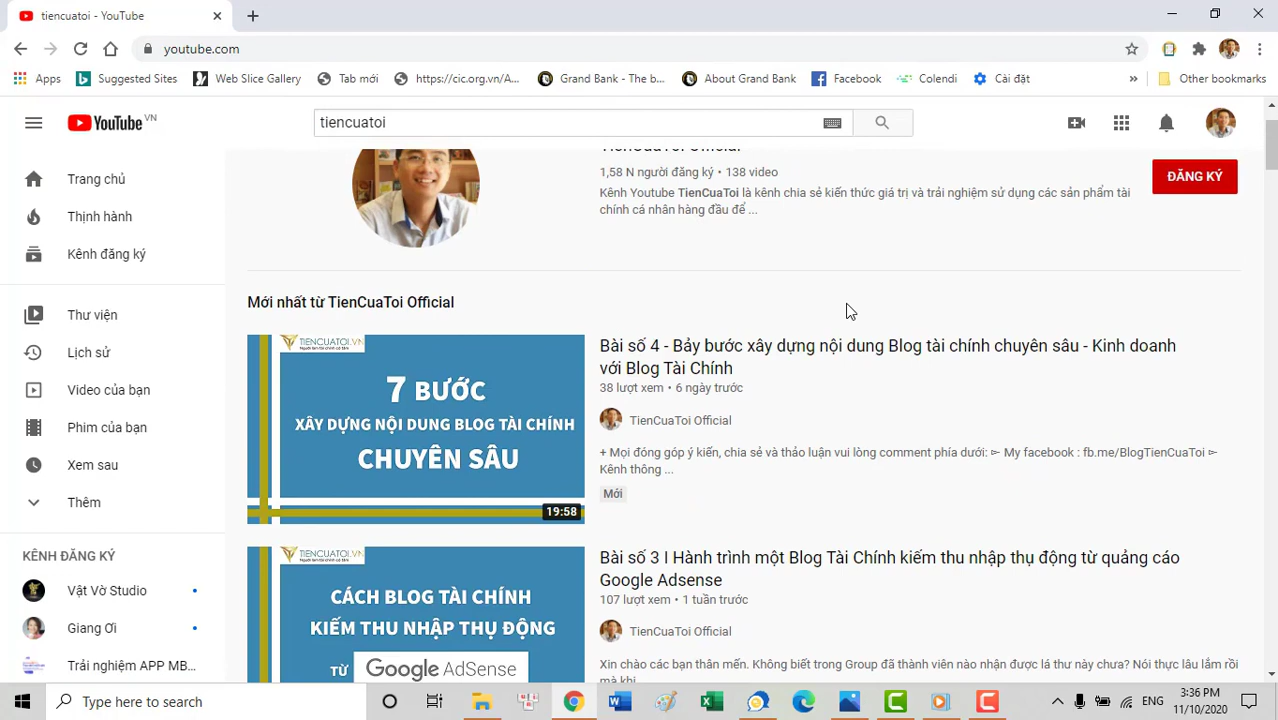 tiencuatoi - YouTube
youtube.com
Apps
Suggested Sites
Web Slice Gallery
Tab mới
https://cic.org.vn/A...
Grand Bank - The b...
About Grand Bank
Facebook
Colendi
Cài đặt
»
Other bookmarks
YouTube VN
tiencuatoi
Trang chủ
Thịnh hành
Kênh đăng ký
Thư viện
Lịch sử
Video của bạn
Phim của bạn
Xem sau
Thêm
KÊNH ĐĂNG KÝ
Vật Vờ Studio
Giang Ơi
Trải nghiệm APP MB...
TienCuaToi Official
1,58 N người đăng ký • 138 video
Kênh Youtube TienCuaToi là kênh chia sẻ kiến thức giá trị và trải nghiệm sử dụng các sản phẩm tài
chính cá nhân hàng đầu để ...
ĐĂNG KÝ
Mới nhất từ TienCuaToi Official
TIENCUATOI.VN
7 BƯỚC
XÂY DỰNG NỘI DUNG BLOG TÀI CHÍNH
CHUYÊN SÂU
19:58
Bài số 4 - Bảy bước xây dựng nội dung Blog tài chính chuyên sâu - Kinh doanh
với Blog Tài Chính
38 lượt xem • 6 ngày trước
TienCuaToi Official
+ Mọi đóng góp ý kiến, chia sẻ và thảo luận vui lòng comment phía dưới: ► My facebook : fb.me/BlogTienCuaToi ►
Kênh thông ...
Mới
TIENCUATOI.VN
CÁCH BLOG TÀI CHÍNH
KIẾM THU NHẬP THỤ ĐỘNG
TỪ Google AdSense
Bài số 3 I Hành trình một Blog Tài Chính kiếm thu nhập thụ động từ quảng cáo
Google Adsense
107 lượt xem • 1 tuần trước
TienCuaToi Official
Xin chào các bạn thân mến. Không biết trong Group đã thành viên nào nhận được lá thư này chưa? Nói thực lâu lắm rồi
mà khi
Type here to search
3:36 PM
11/10/2020